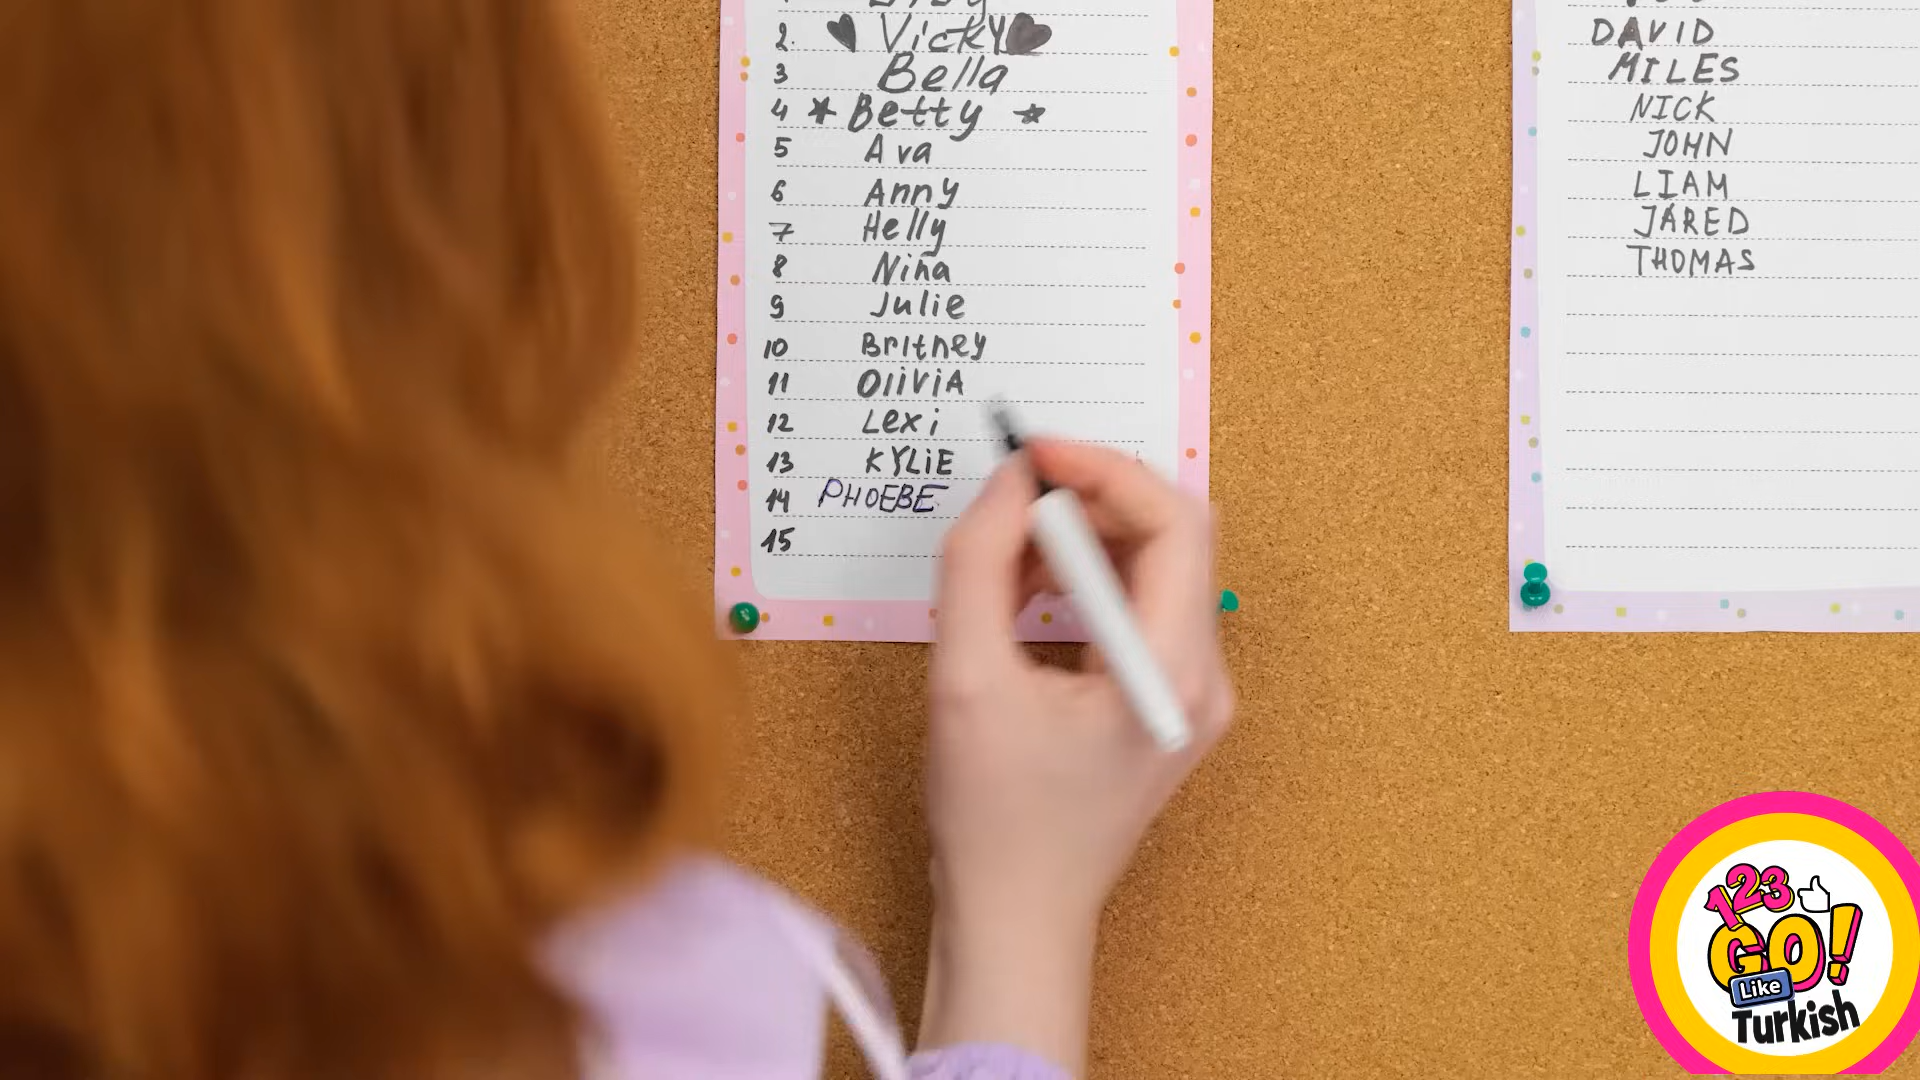 2. Vicky
3 Bella
4 * Betty *
5 Ava
6 Anny
7 Helly
8 Nina
9 Julie
10 Britney
11 OliviA
12 Lexi
13 KYLiE
14 PHOEBE
15
DAVID
MILES
NICK
JOHN
LIAM
JARED
THOMAS
123
GO!
Like
Turkish